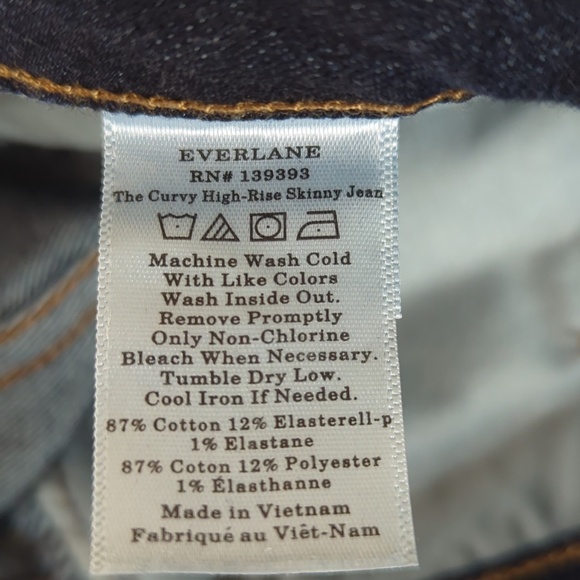 EVERLANE
RN# 139393
The Curvy High-Rise Skinny Jean
Machine Wash Cold
With Like Colors
Wash Inside Out.
Remove Promptly
Only Non-Chlorine
Bleach When Necessary.
Tumble Dry Low.
Cool Iron If Needed.
87% Cotton 12% Elasterell-p
1% Elastane
87% Coton 12% Polyester
1% Élasthanne
Made in Vietnam
Fabriqué au Viêt-Nam